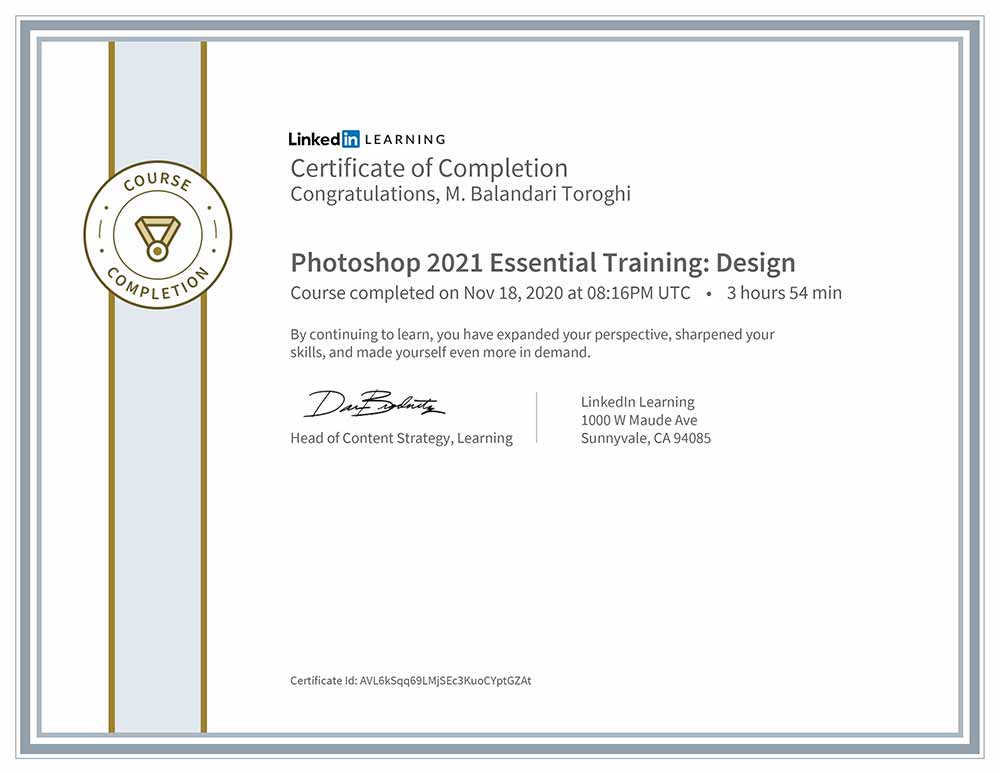 LinkedIn LEARNING
Certificate of Completion
Congratulations, M. Balandari Toroghi
COURSE
COMPLETION
Photoshop 2021 Essential Training: Design
Course completed on Nov 18, 2020 at 08:16PM UTC • 3 hours 54 min
By continuing to learn, you have expanded your perspective, sharpened your
skills, and made yourself even more in demand.
Head of Content Strategy, Learning
LinkedIn Learning
1000 W Maude Ave
Sunnyvale, CA 94085
Certificate Id: AVL6kSqq69LMjSEc3KuoCYptGZAt